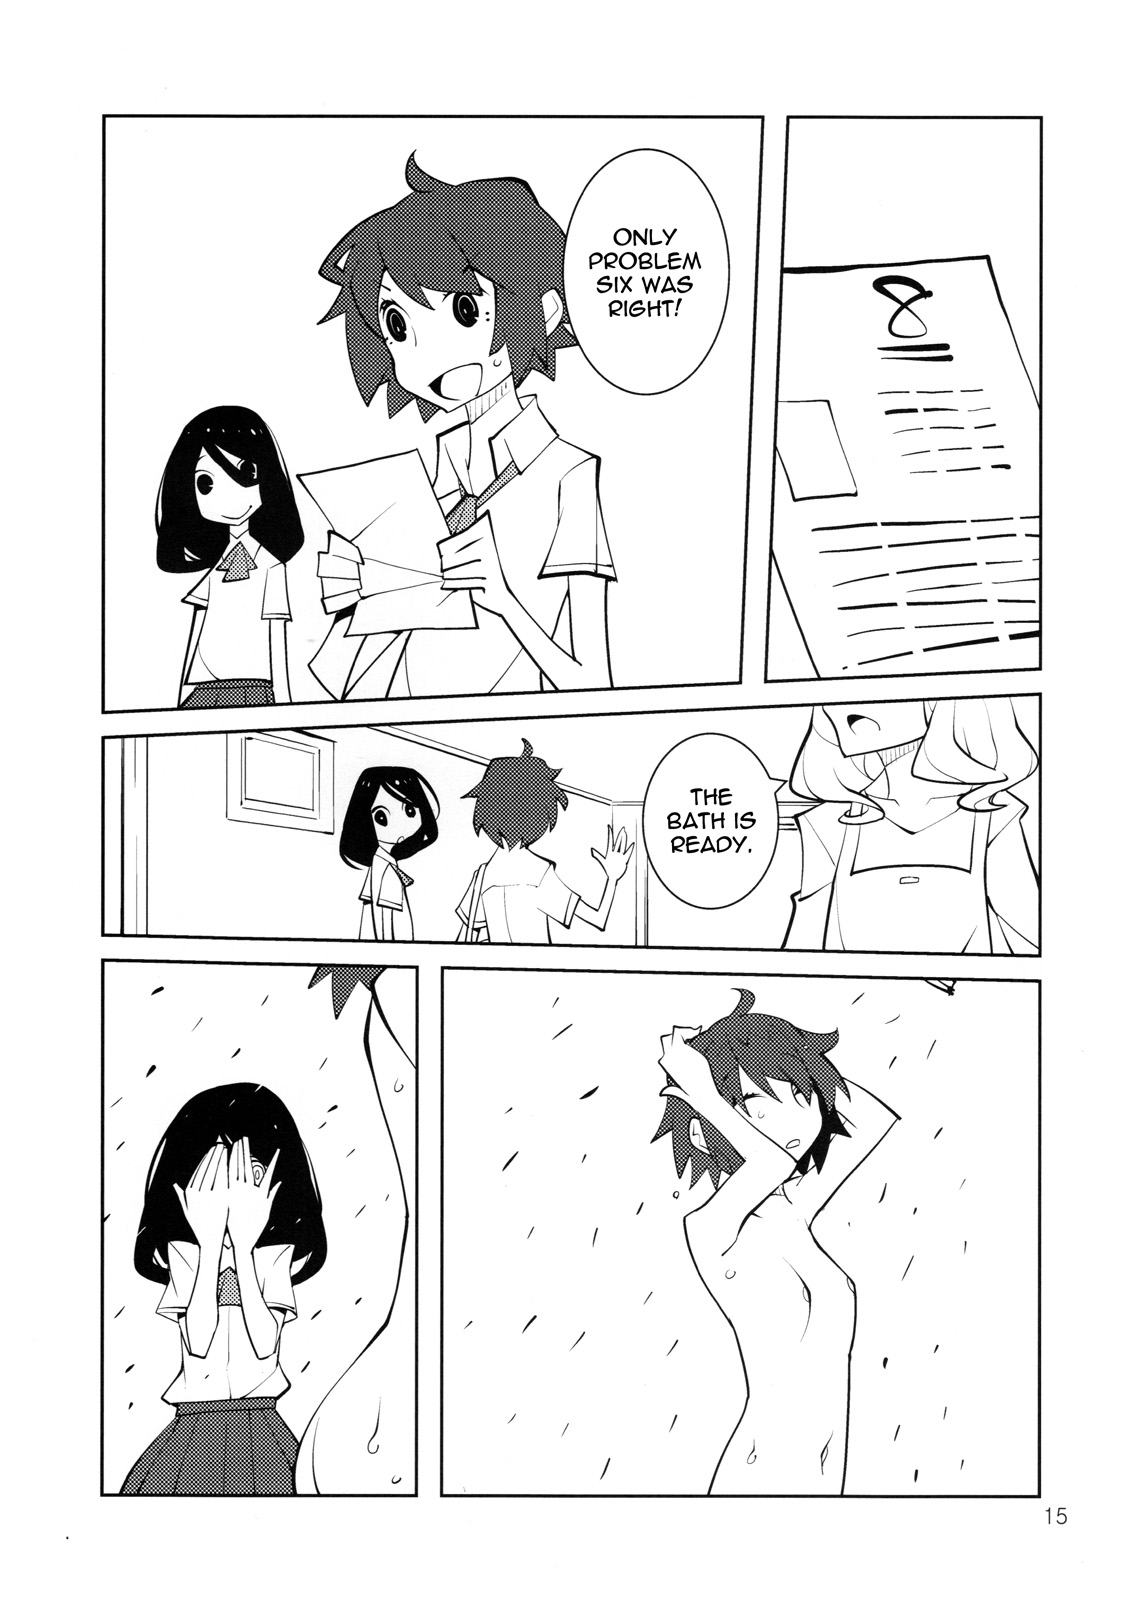 8
ONLY
PROBLEM
SIX WAS
RIGHT!
THE
BATH IS
READY.
15